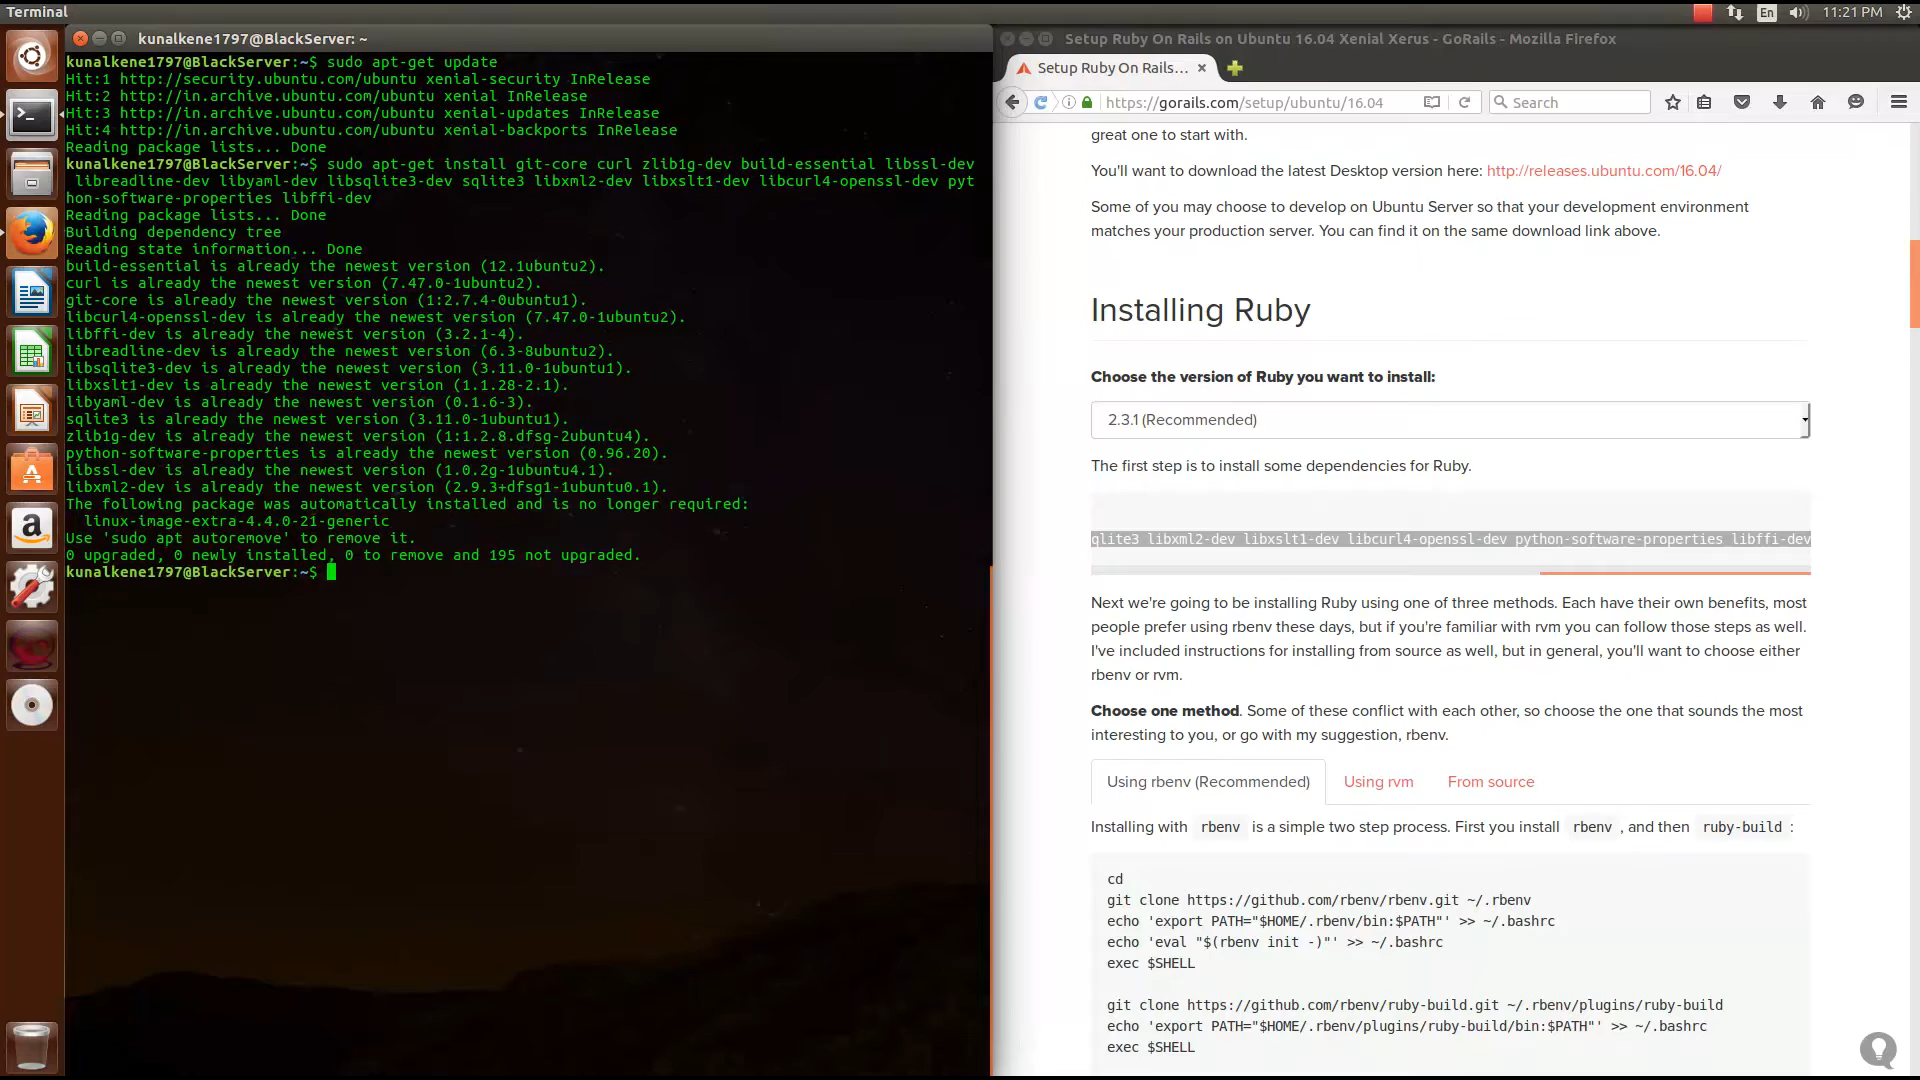 Terminal
En
11:21 PM
kunalkene1797@BlackServer: ~
kunalkene1797@BlackServer:~$ sudo apt-get update
Hit:1 http://security.ubuntu.com/ubuntu xenial-security InRelease
Hit:2 http://in.archive.ubuntu.com/ubuntu xenial InRelease
Hit:3 http://in.archive.ubuntu.com/ubuntu xenial-updates InRelease
Hit:4 http://in.archive.ubuntu.com/ubuntu xenial-backports InRelease
Reading package lists... Done
kunalkene1797@BlackServer:~$ sudo apt-get install git-core curl zlib1g-dev build-essential libssl-dev
libreadline-dev libyaml-dev libsqlite3-dev sqlite3 libxml2-dev libxslt1-dev libcurl4-openssl-dev pyt
hon-software-properties libffi-dev
Reading package lists... Done
Building dependency tree
Reading state information... Done
build-essential is already the newest version (12.1ubuntu2).
curl is already the newest version (7.47.0-1ubuntu2).
git-core is already the newest version (1:2.7.4-0ubuntu1).
libcurl4-openssl-dev is already the newest version (7.47.0-1ubuntu2).
libffi-dev is already the newest version (3.2.1-4).
libreadline-dev is already the newest version (6.3-8ubuntu2).
libsqlite3-dev is already the newest version (3.11.0-1ubuntu1).
libxslt1-dev is already the newest version (1.1.28-2.1).
libyaml-dev is already the newest version (0.1.6-3).
sqlite3 is already the newest version (3.11.0-1ubuntu1).
zlib1g-dev is already the newest version (1:1.2.8.dfsg-2ubuntu4).
python-software-properties is already the newest version (0.96.20).
libssl-dev is already the newest version (1.0.2g-1ubuntu4.1).
libxml2-dev is already the newest version (2.9.3+dfsg1-1ubuntu0.1).
The following package was automatically installed and is no longer required:
linux-image-extra-4.4.0-21-generic
Use 'sudo apt autoremove' to remove it.
0 upgraded, 0 newly installed, 0 to remove and 195 not upgraded.
kunalkene1797@BlackServer:~$
Setup Ruby On Rails on Ubuntu 16.04 Xenial Xerus - GoRails - Mozilla Firefox
Setup Ruby On Rails...
https://gorails.com/setup/ubuntu/16.04
Search
great one to start with.
You'll want to download the latest Desktop version here: http://releases.ubuntu.com/16.04/
Some of you may choose to develop on Ubuntu Server so that your development environment
matches your production server. You can find it on the same download link above.
Installing Ruby
Choose the version of Ruby you want to install:
2.3.1 (Recommended)
The first step is to install some dependencies for Ruby.
qlite3 libxml2-dev libxslt1-dev libcurl4-openssl-dev python-software-properties libffi-dev
Next we're going to be installing Ruby using one of three methods. Each have their own benefits, most
people prefer using rbenv these days, but if you're familiar with rvm you can follow those steps as well.
I've included instructions for installing from source as well, but in general, you'll want to choose either
rbenv or rvm.
Choose one method. Some of these conflict with each other, so choose the one that sounds the most
interesting to you, or go with my suggestion, rbenv.
Using rbenv (Recommended) Using rvm From source
Installing with rbenv is a simple two step process. First you install rbenv , and then ruby-build :
cd
git clone https://github.com/rbenv/rbenv.git ~/.rbenv
echo 'export PATH="$HOME/.rbenv/bin:$PATH"' >> ~/.bashrc
echo 'eval "$(rbenv init -)"' >> ~/.bashrc
exec $SHELL
git clone https://github.com/rbenv/ruby-build.git ~/.rbenv/plugins/ruby-build
echo 'export PATH="$HOME/.rbenv/plugins/ruby-build/bin:$PATH"' >> ~/.bashrc
exec $SHELL